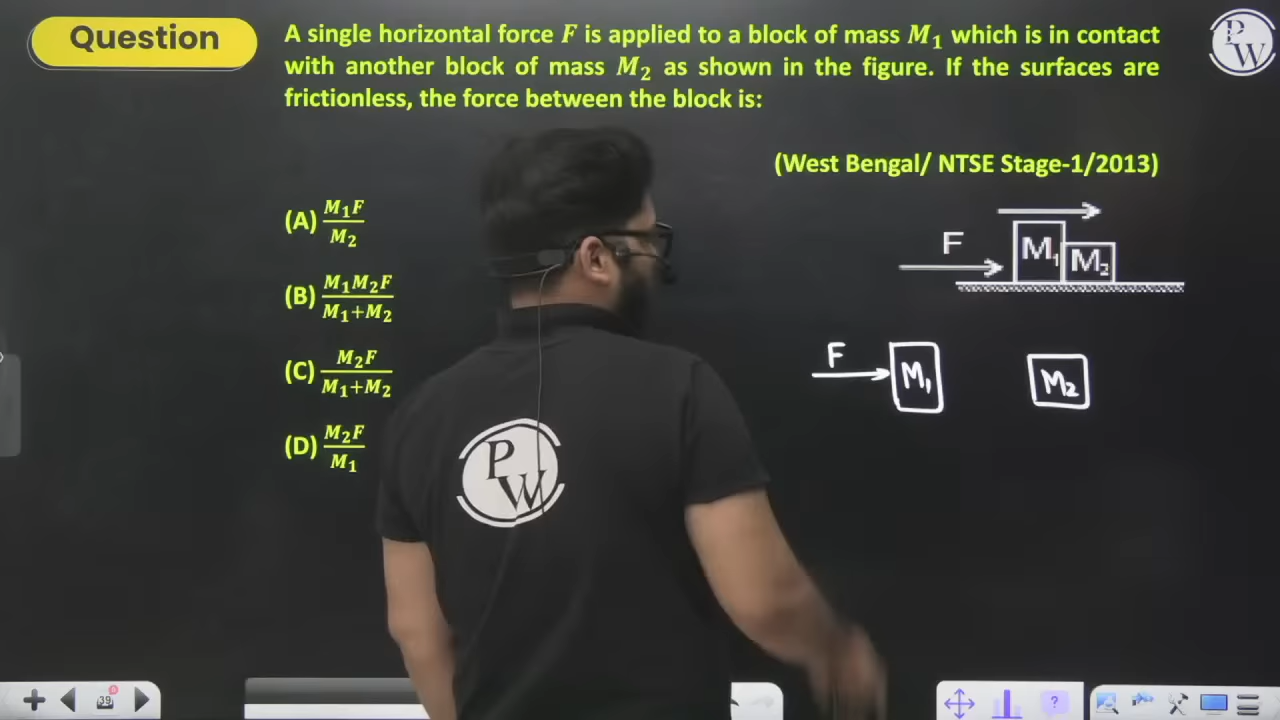 Question
A single horizontal force F is applied to a block of mass M₁ which is in contact
with another block of mass M₂ as shown in the figure. If the surfaces are
frictionless, the force between the block is:
(West Bengal/ NTSE Stage-1/2013)
(A) M₁F / M₂
(B) M₁M₂F / M₁+M₂
(C) M₂F / M₁+M₂
(D) M₂F / M₁
F M₁ M₂
F M₁ M₂
P W
P W
39
?